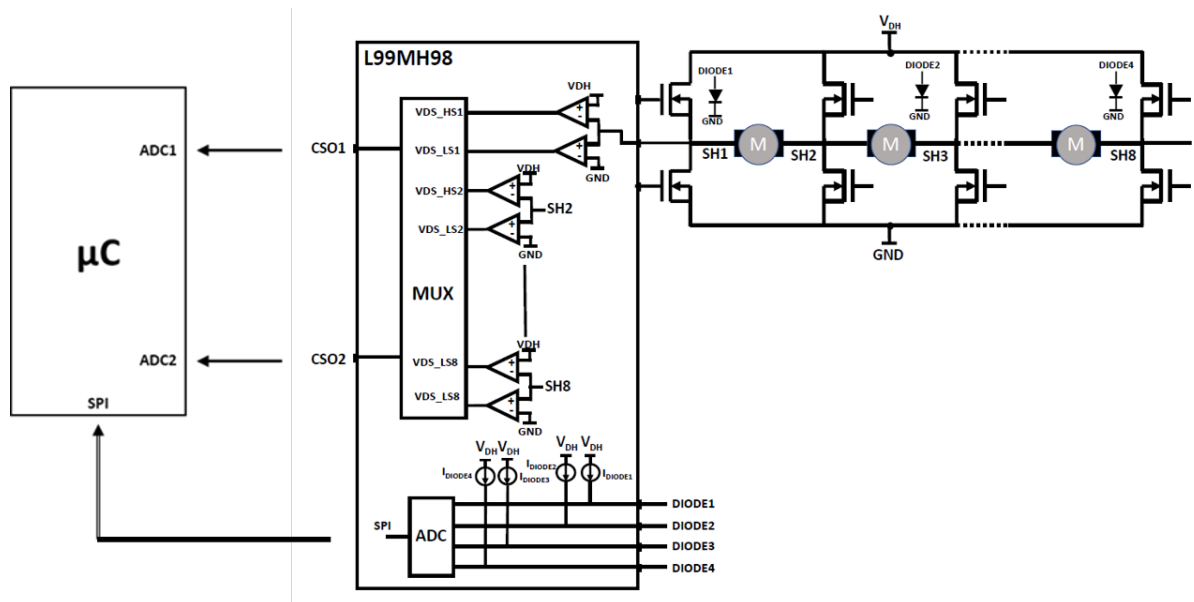 µC
ADC1
ADC2
SPI
CSO1
CSO2
L99MH98
MUX
VDS_HS1
VDS_LS1
VDS_HS2
VDS_LS2
VDS_LS8
VDS_LS8
VDH
+
-
+
-
GND
VDH
+
-
SH2
+
-
GND
VDH
+
-
SH8
+
-
GND
VDH
VDH
VDH
VDH
IDIODE4
IDIODE3
IDIODE2
IDIODE1
SPI
ADC
DIODE1
DIODE2
DIODE3
DIODE4
VDH
DIODE1
GND
DIODE2
GND
DIODE4
GND
M
M
M
SH1
SH2
SH3
SH8
GND